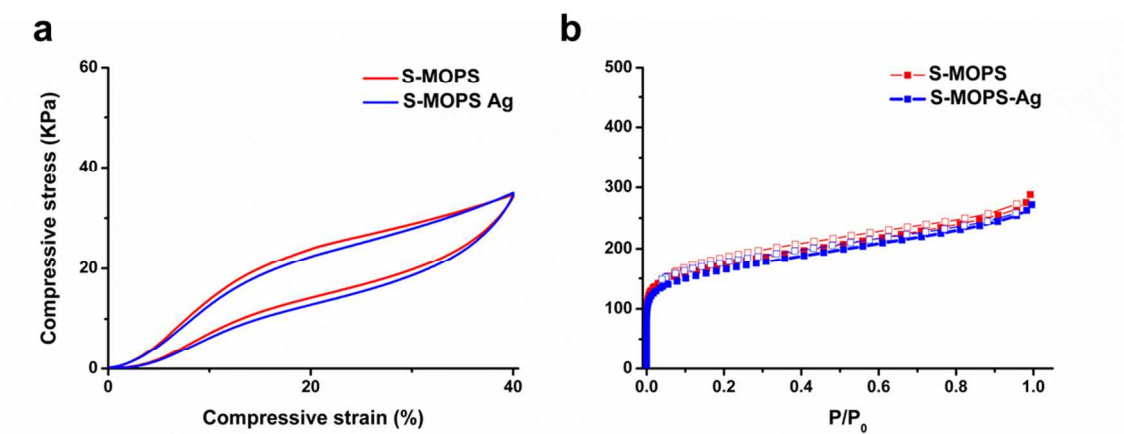 a
60
40
20
0
Compressive stress (KPa)
S-MOPS
S-MOPS Ag
0
20
40
Compressive strain (%)
b
500
400
300
200
100
0
S-MOPS
S-MOPS-Ag
0.0
0.2
0.4
0.6
0.8
1.0
P/P₀